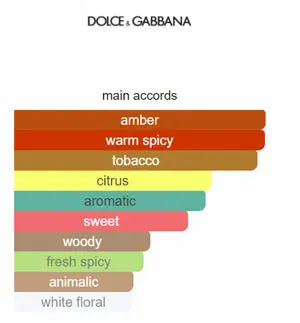 DOLCE & GABBANA
main accords
amber
warm spicy
tobacco
citrus
aromatic
sweet
woody
fresh spicy
animalic
white floral